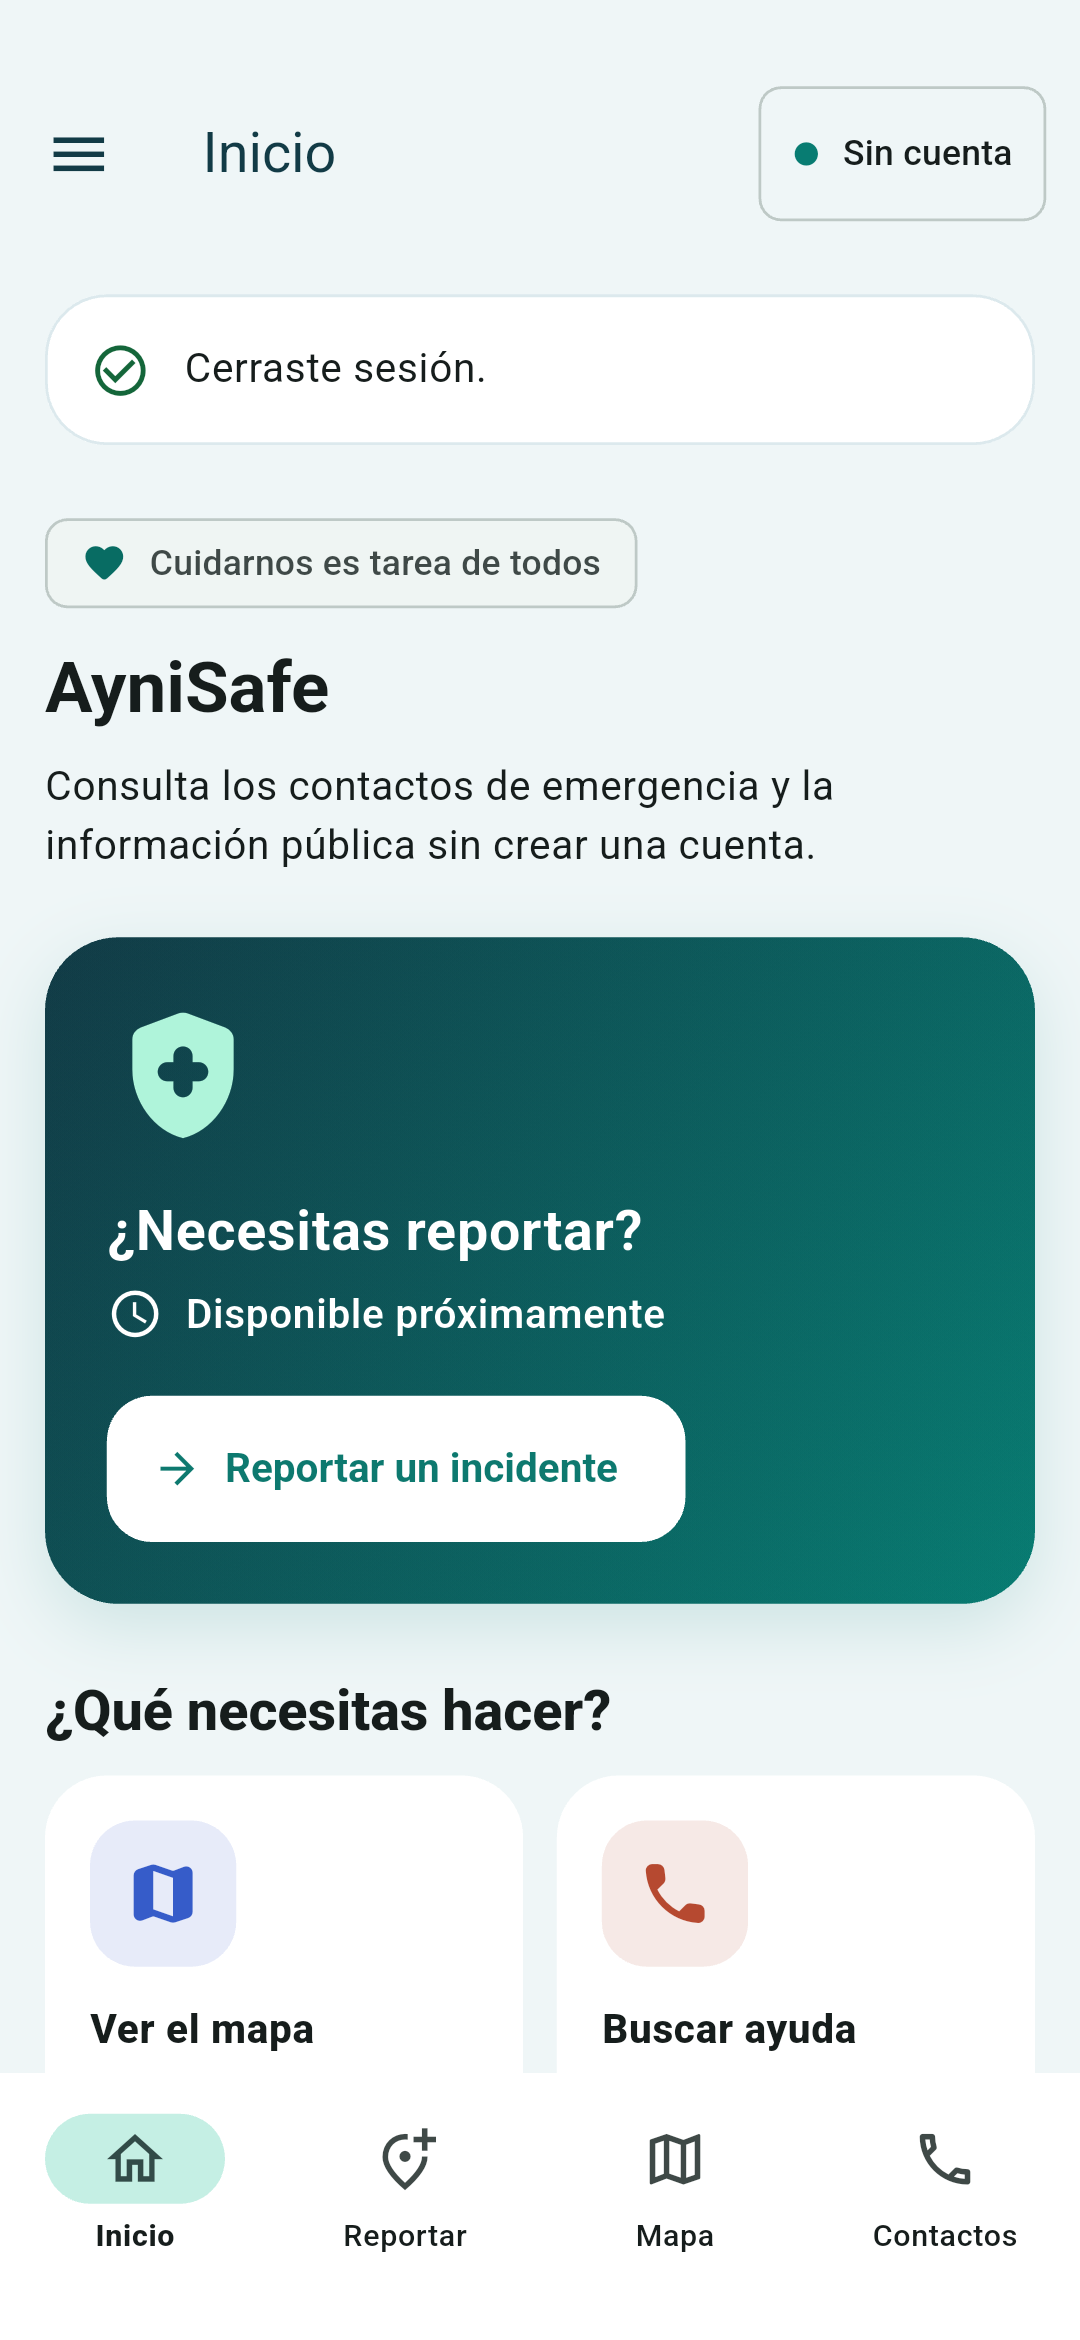 Inicio
Sin cuenta
Cerraste sesión.
Cuidarnos es tarea de todos
AyniSafe
Consulta los contactos de emergencia y la
información pública sin crear una cuenta.
¿Necesitas reportar?
Disponible próximamente
Reportar un incidente
¿Qué necesitas hacer?
Ver el mapa
Buscar ayuda
Inicio
Reportar
Mapa
Contactos